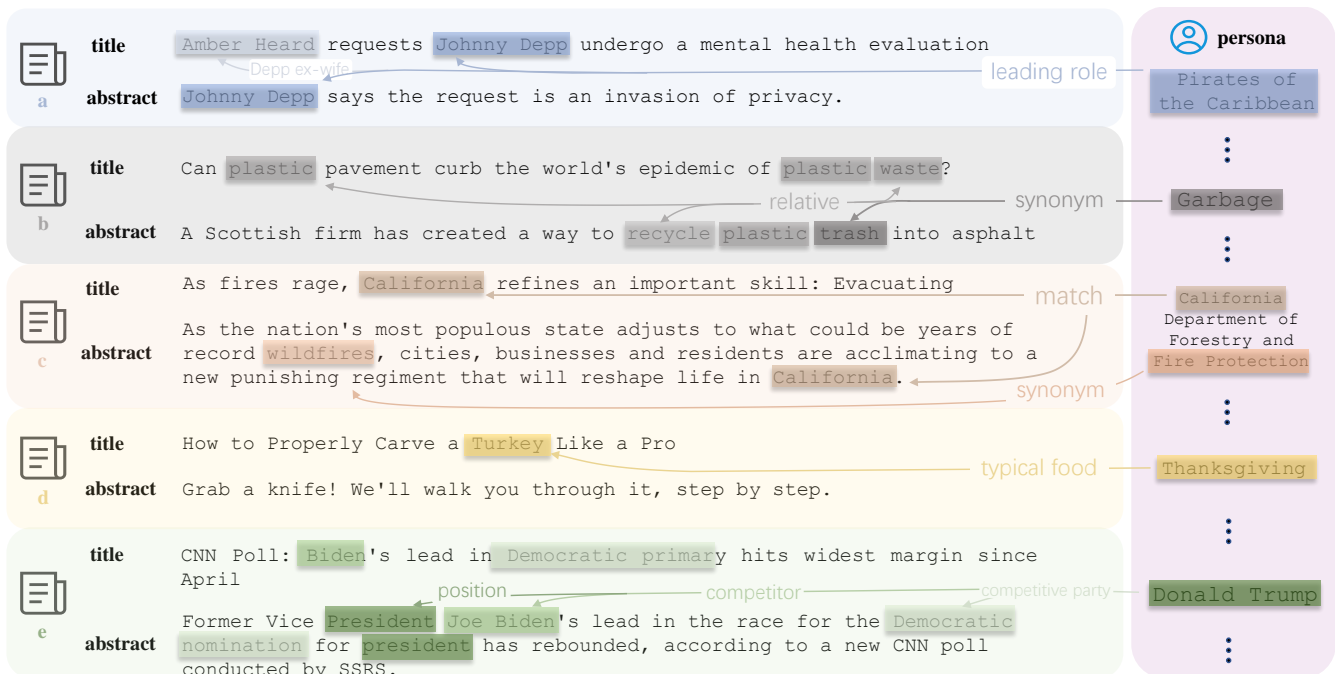 title
Amber Heard requests Johnny Depp undergo a mental health evaluation
Depp ex-wife
leading role
a
abstract
Johnny Depp says the request is an invasion of privacy.
title
Can plastic pavement curb the world's epidemic of plastic waste?
relative
synonym
b
abstract
A Scottish firm has created a way to recycle plastic trash into asphalt
title
As fires rage, California refines an important skill: Evacuating
match
c
abstract
As the nation's most populous state adjusts to what could be years of
record wildfires, cities, businesses and residents are acclimating to a
new punishing regiment that will reshape life in California.
synonym
title
How to Properly Carve a Turkey Like a Pro
typical food
d
abstract
Grab a knife! We'll walk you through it, step by step.
title
CNN Poll: Biden's lead in Democratic primary hits widest margin since
April
position
competitor
competitive party
e
abstract
Former Vice President Joe Biden's lead in the race for the Democratic
nomination for president has rebounded, according to a new CNN poll
conducted by SSRS.
persona
Pirates of
the Caribbean
Garbage
California
Department of
Forestry and
Fire Protection
Thanksgiving
Donald Trump